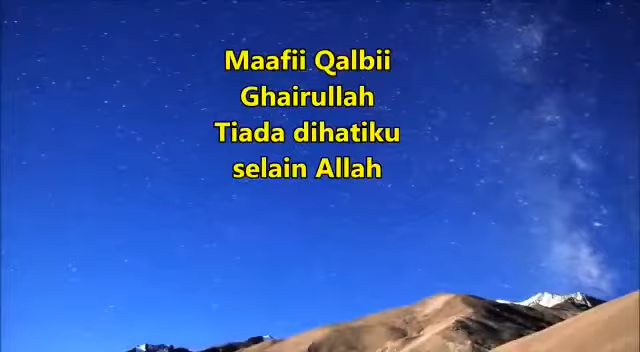 Maafii Qalbii
Ghairullah
Tiada dihatiku
selain Allah